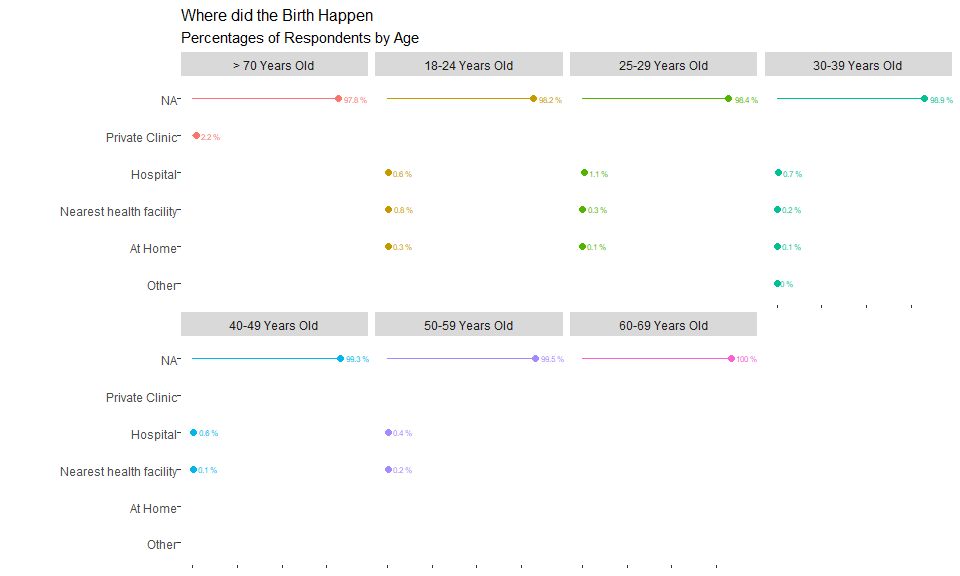 Where did the Birth Happen
Percentages of Respondents by Age
> 70 Years Old 18-24 Years Old 25-29 Years Old 30-39 Years Old
NA 97.8 % 98.2 % 98.4 % 98.9 %
Private Clinic 2.2 %
Hospital 0.6 % 1.1 % 0.7 %
Nearest health facility 0.8 % 0.3 % 0.2 %
At Home 0.3 % 0.1 % 0.1 %
Other 0 %
40-49 Years Old 50-59 Years Old 60-69 Years Old
NA 99.3 % 99.5 % 100 %
Private Clinic
Hospital 0.6 % 0.4 %
Nearest health facility 0.1 % 0.2 %
At Home
Other